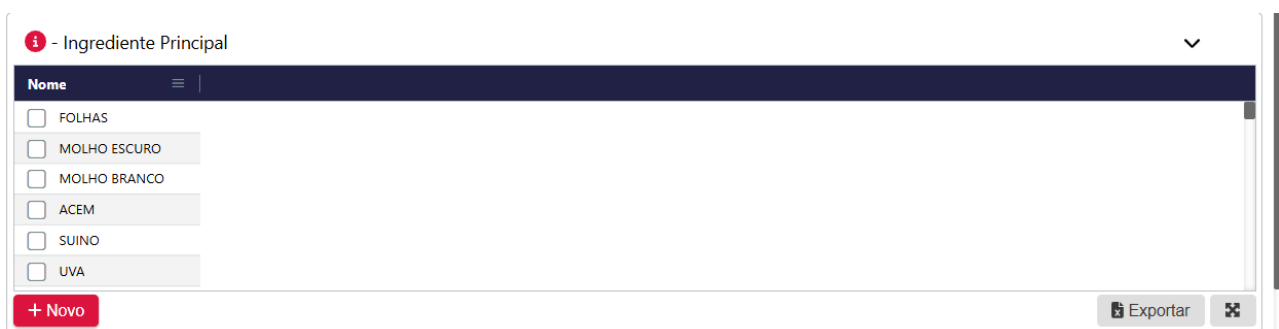 - Ingrediente Principal
Nome
FOLHAS
MOLHO ESCURO
MOLHO BRANCO
ACEM
SUINO
UVA
+ Novo
Exportar